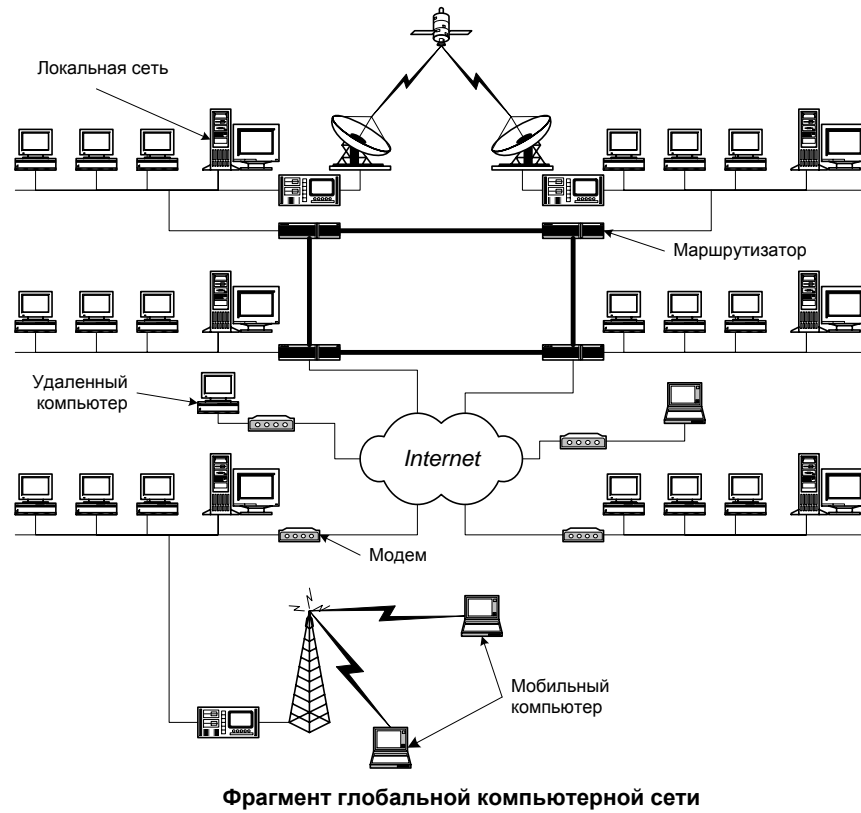 Локальная сеть
Маршрутизатор
Удаленный
компьютер
Internet
Модем
Мобильный
компьютер
Фрагмент глобальной компьютерной сети